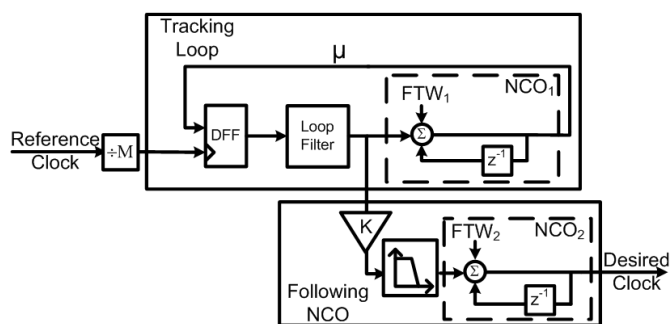 Tracking
Loop
μ
NCO₁
FTW₁
DFF
Loop
Filter
Σ
z⁻¹
Reference
Clock
÷M
K
NCO₂
FTW₂
Σ
z⁻¹
Desired
Clock
Following
NCO